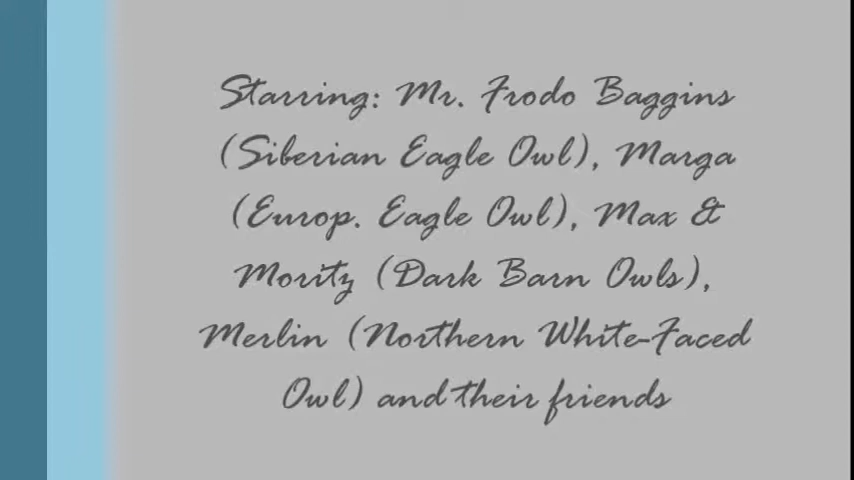 Starring: Mr. Frodo Baggins
(Siberian Eagle Owl), Marga
(Europ. Eagle Owl), Max &
Moritz (Dark Barn Owls),
Merlin (Northern White-Faced
Owl) and their friends